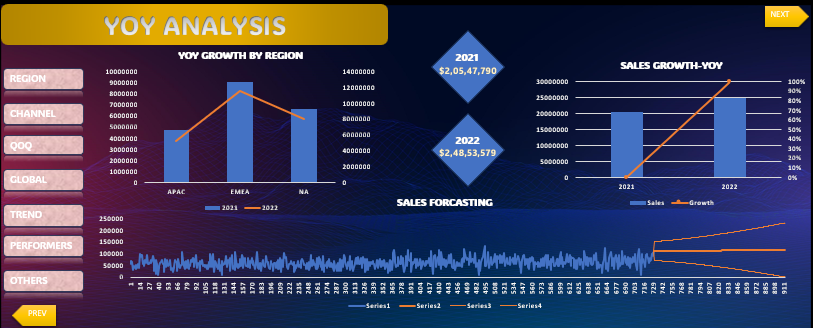 YOY ANALYSIS
NEXT
REGION
CHANNEL
QOQ
GLOBAL
TREND
PERFORMERS
OTHERS
PREV
YOY GROWTH BY REGION
10000000
9000000
8000000
7000000
6000000
5000000
4000000
3000000
2000000
1000000
0
14000000
12000000
10000000
8000000
6000000
4000000
2000000
0
APAC EMEA NA
2021 2022
2021
$2,05,47,790
2022
$2,48,53,579
SALES GROWTH-YOY
30000000
25000000
20000000
15000000
10000000
5000000
0
100%
90%
80%
70%
60%
50%
40%
30%
20%
10%
0%
2021 2022
Sales Growth
SALES FORCASTING
250000
200000
150000
100000
50000
0
1 14 27 40 53 66 79 92 105 118 131 144 157 170 183 196 209 222 235 248 261 274 287 300 313 326 339 352 365 378 391 404 417 430 443 456 469 482 495 508 521 534 547 560 573 586 599 612 625 638 651 664 677 690 703 716 729 742 755 768 781 794 807 820 833 846 859 872 885 898 911
Series1 Series2 Series3 Series4